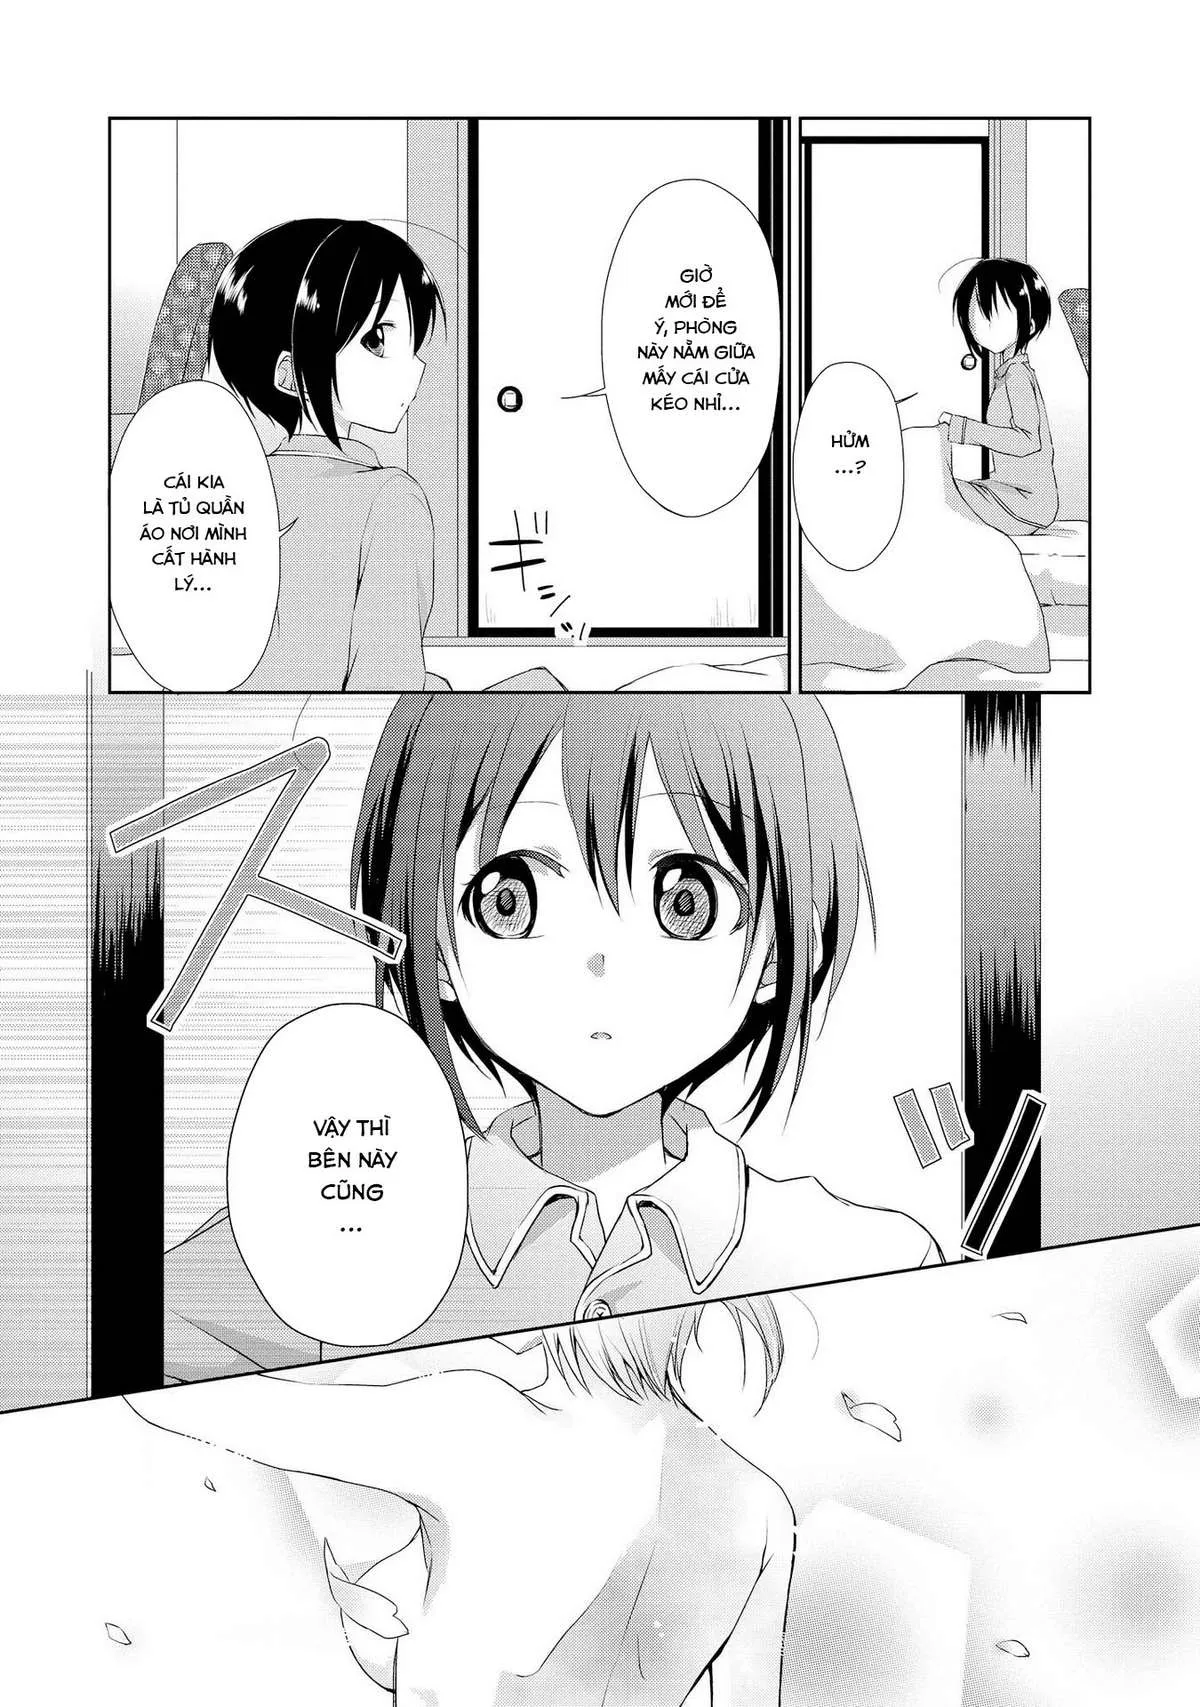 HỬM
...?
GIỜ
MỚI ĐỂ
Ý, PHÒNG
NÀY NẰM GIỮA
MẤY CÁI CỬA
KÉO NHỈ...
CÁI KIA
LÀ TỦ QUẦN
ÁO NƠI MÌNH
CẤT HÀNH
LÝ...
VẬY THÌ
BÊN NÀY
CŨNG
...